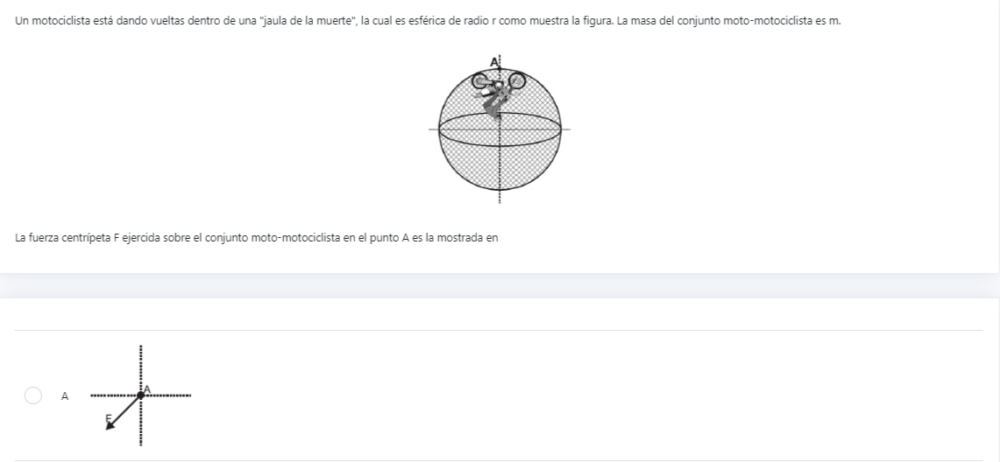 Un motociclista está dando vueltas dentro de una "jaula de la muerte", la cual es esférica de radio r como muestra la figura. La masa del conjunto moto-motociclista es m.
A
La fuerza centrípeta F ejercida sobre el conjunto moto-motociclista en el punto A es la mostrada en
A
A
F